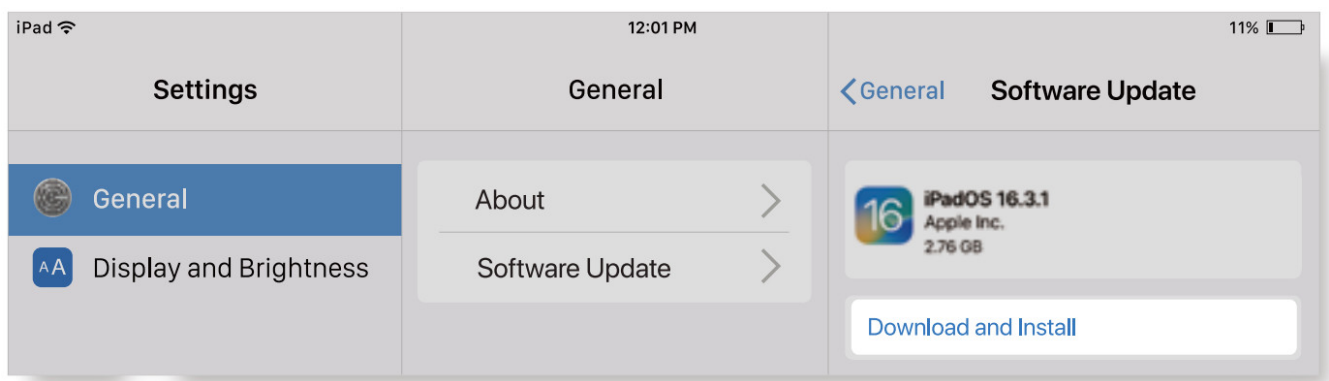 iPad 12:01 PM 11%
Settings
General
AA Display and Brightness
General
About
Software Update
General Software Update
16 iPadOS 16.3.1
Apple Inc.
2.76 GB
Download and Install